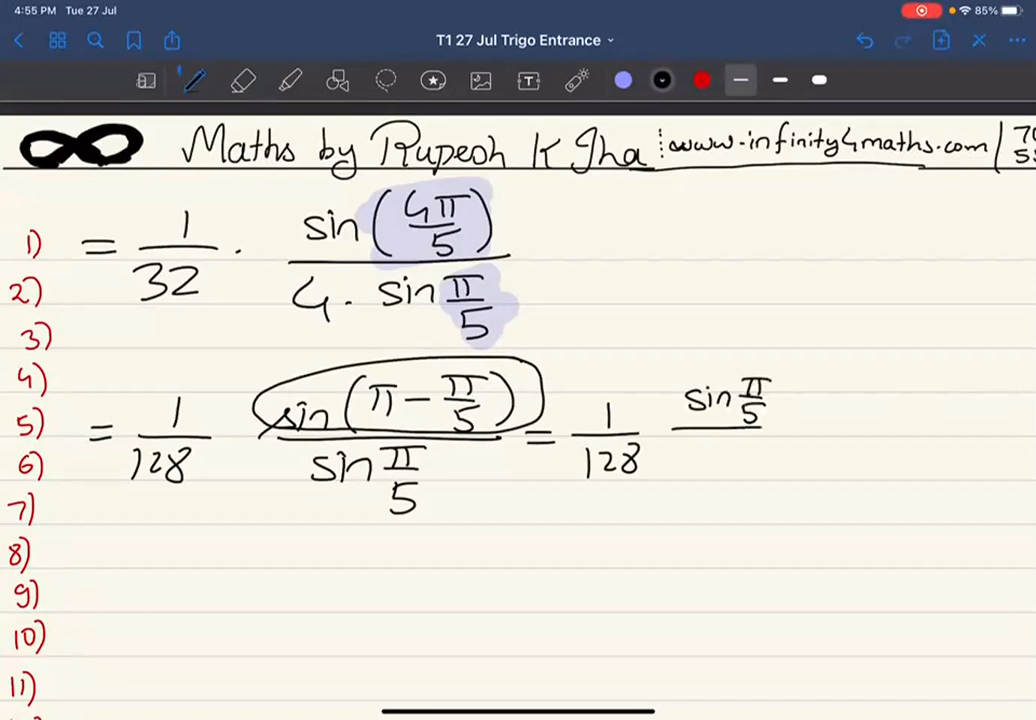 4:55 PM Tue 27 Jul 85%
T1 27 Jul Trigo Entrance
T
∞ Maths by Rupesh K Jha www.infinity4maths.com
1) = 1/32 · sin(4π/5)
2) 4 · sin π/5
3)
4)
5) = 1/128 sin(π − π/5) / sin π/5 = 1/128 sin π/5
6)
7)
8)
9)
10)
11)